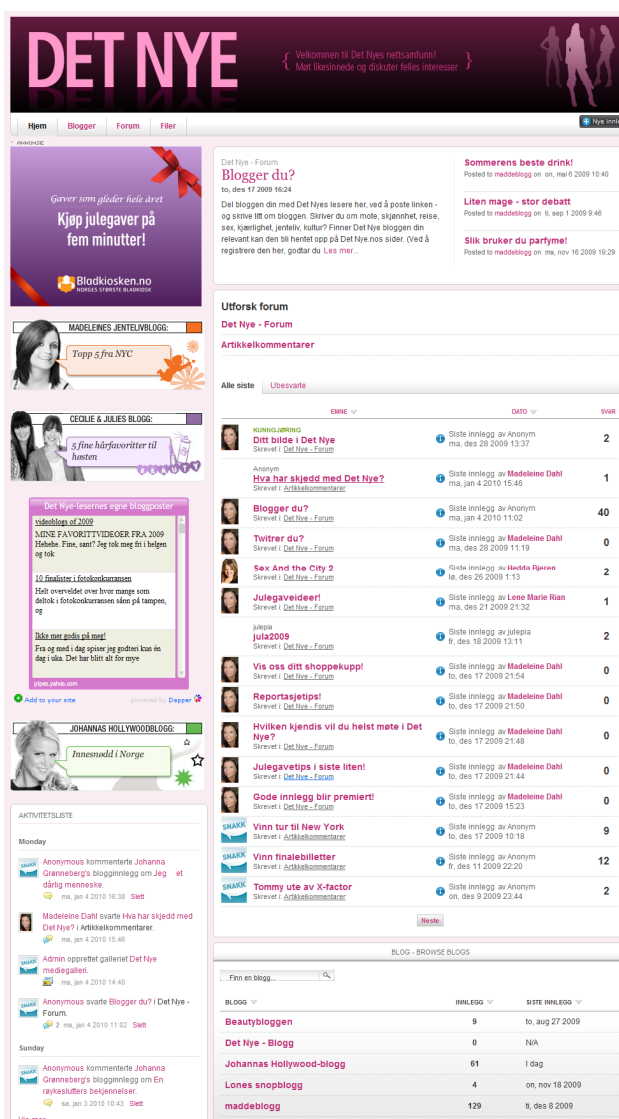 DET NYE
Velkommen til Det Nyes nettsamfunn!
Møt likesinnede og diskuter felles interesser
Hjem
Blogger
Forum
Filer
Nye innle
ANNONSE
Gaver som gleder hele året
Kjøp julegaver på
fem minutter!
Bladkiosken.no
NORGES STØRSTE BLADKIOSK
Det Nye - Forum
Blogger du?
to, des 17 2009 16:24
Del bloggen din med Det Nyes lesere her, ved å poste linken -
og skrive litt om bloggen. Skriver du om mote, skjønnhet, reise,
sex, kjærlighet, jenteliv, kultur? Finner Det Nye bloggen din
relevant kan den bli hentet opp på Det Nye.nos sider. (Ved å
registrere den her, godtar du Les mer...
Sommerens beste drink!
Posted to maddeblogg on on, mai 6 2009 10:40
Liten mage - stor debatt
Posted to maddeblogg on ti, sep 1 2009 9:46
Slik bruker du parfyme!
Posted to maddeblogg on ma, nov 16 2009 19:29
MADELEINES JENTELIVBLOGG:
Topp 5 fra NYC
CECILIE & JULIES BLOGG:
5 fine hårfavoritter til
høsten
BEAUTY
Det Nye-lesernes egne bloggposter
videoblogs of 2009
MINE FAVORITTVIDEOER FRA 2009
Hehehe. Fine, sant? Jeg tok meg fri i helgen
og tok
10 finalister i fotokonkurransen
Helt overveldet over hvor mange som
deltok i fotokonkurransen sånn på tampen,
og
Ikke mer godis på meg!
Fra og med i dag spiser jeg godteri kun én
dag i uka. Det har blitt alt for mye
pipes.yahoo.com
Add to your site
powered by Dapper
JOHANNAS HOLLYWOODBLOGG:
Innesnødd i Norge
AKTIVITETSLISTE
Monday
SNAKK
Anonymous kommenterte Johanna
Grønneberg's blogginnlegg om Jeg et
dårlig menneske.
ma, jan 4 2010 16:38 Slett
Madeleine Dahl svarte Hva har skjedd med
Det Nye? i Artikkelkommentarer.
ma, jan 4 2010 15:46
SNAKK
Admin opprettet galleriet Det Nye
mediegalleri.
ma, jan 4 2010 14:40
SNAKK
Anonymous svarte Blogger du? i Det Nye -
Forum.
2 ma, jan 4 2010 11:02 Slett
Sunday
SNAKK
Anonymous kommenterte Johanna
Grønneberg's blogginnlegg om En
røykeslutters bekjennelser.
sø, jan 3 2010 10:43 Slett
Utforsk forum
Det Nye - Forum
Artikkelkommentarer
Alle siste
Ubesvarte
EMNE
DATO
SVAR
KUNNGJØRING
Ditt bilde i Det Nye
Skrevet i: Det Nye - Forum
Siste innlegg av Anonym
ma, des 28 2009 13:37
2
Anonym
Hva har skjedd med Det Nye?
Skrevet i: Artikkelkommentarer
Siste innlegg av Madeleine Dahl
ma, jan 4 2010 15:46
1
Blogger du?
Skrevet i: Det Nye - Forum
Siste innlegg av Anonym
ma, jan 4 2010 11:02
40
Twitrer du?
Skrevet i: Det Nye - Forum
Siste innlegg av Madeleine Dahl
ma, des 28 2009 11:19
0
Sex And the City 2
Skrevet i: Det Nye - Forum
Siste innlegg av Hedda Bjeren
lø, des 26 2009 1:13
2
Julegaveideer!
Skrevet i: Det Nye - Forum
Siste innlegg av Lene Marie Rian
ma, des 21 2009 21:32
1
julepia
jula2009
Skrevet i: Det Nye - Forum
Siste innlegg av julepia
fr, des 18 2009 13:11
2
Vis oss ditt shoppekupp!
Skrevet i: Det Nye - Forum
Siste innlegg av Madeleine Dahl
to, des 17 2009 21:54
0
Reportasjetips!
Skrevet i: Det Nye - Forum
Siste innlegg av Madeleine Dahl
to, des 17 2009 21:50
0
Hvilken kjendis vil du helst møte i Det
Nye?
Skrevet i: Det Nye - Forum
Siste innlegg av Madeleine Dahl
to, des 17 2009 21:48
0
Julegavetips i siste liten!
Skrevet i: Det Nye - Forum
Siste innlegg av Madeleine Dahl
to, des 17 2009 21:44
0
Gode innlegg blir premiert!
Skrevet i: Det Nye - Forum
Siste innlegg av Madeleine Dahl
to, des 17 2009 15:23
0
SNAKK
Vinn tur til New York
Skrevet i: Artikkelkommentarer
Siste innlegg av Anonym
to, des 17 2009 10:18
9
SNAKK
Vinn finalebilletter
Skrevet i: Artikkelkommentarer
Siste innlegg av Anonym
fr, des 11 2009 22:20
12
SNAKK
Tommy ute av X-factor
Skrevet i: Artikkelkommentarer
Siste innlegg av Anonym
on, des 9 2009 23:44
2
Neste
BLOG - BROWSE BLOGS
Finn en blogg...
BLOGG
INNLEGG
SISTE INNLEGG
Beautybloggen
9
to, aug 27 2009
Det Nye - Blogg
0
N/A
Johannas Hollywood-blogg
61
I dag
Lones snopblogg
4
on, nov 18 2009
maddeblogg
129
ti, des 8 2009